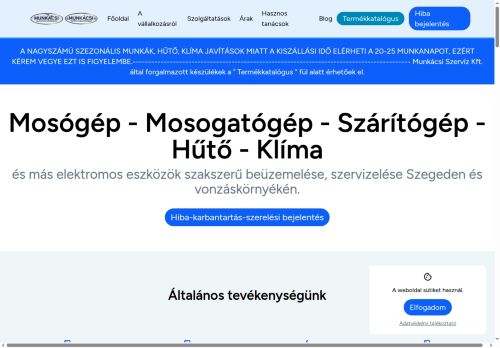 MUNKÁCSI MUNKÁCSI Főoldal A vállalkozásról Szolgáltatások Árak Hasznos tanácsok Blog Termékkatalógus Hiba bejelentés
A NAGYSZÁMÚ SZEZONÁLIS MUNKÁK, HŰTŐ, KLÍMA JAVÍTÁSOK MIATT A KISZÁLLÁSI IDŐ ELÉRHETI A 20-25 MUNKANAPOT, EZÉRT
KÉREM VEGYE EZT IS FIGYELEMBE.------------------------------------------------------------------------------------------ Munkácsi Szervíz Kft.
által forgalmazott készülékek a " Termékkatalógus " fül alatt érhetőek el.
Mosógép - Mosogatógép - Szárítógép -
Hűtő - Klíma
és más elektromos eszközök szakszerű beüzemelése, szervizelése Szegeden és
vonzáskörnyékén.
Hiba-karbantartás-szerelési bejelentés
Általános tevékenységünk
A weboldal sütiket használ.
Elfogadom
Adatvédelmi tájékoztató